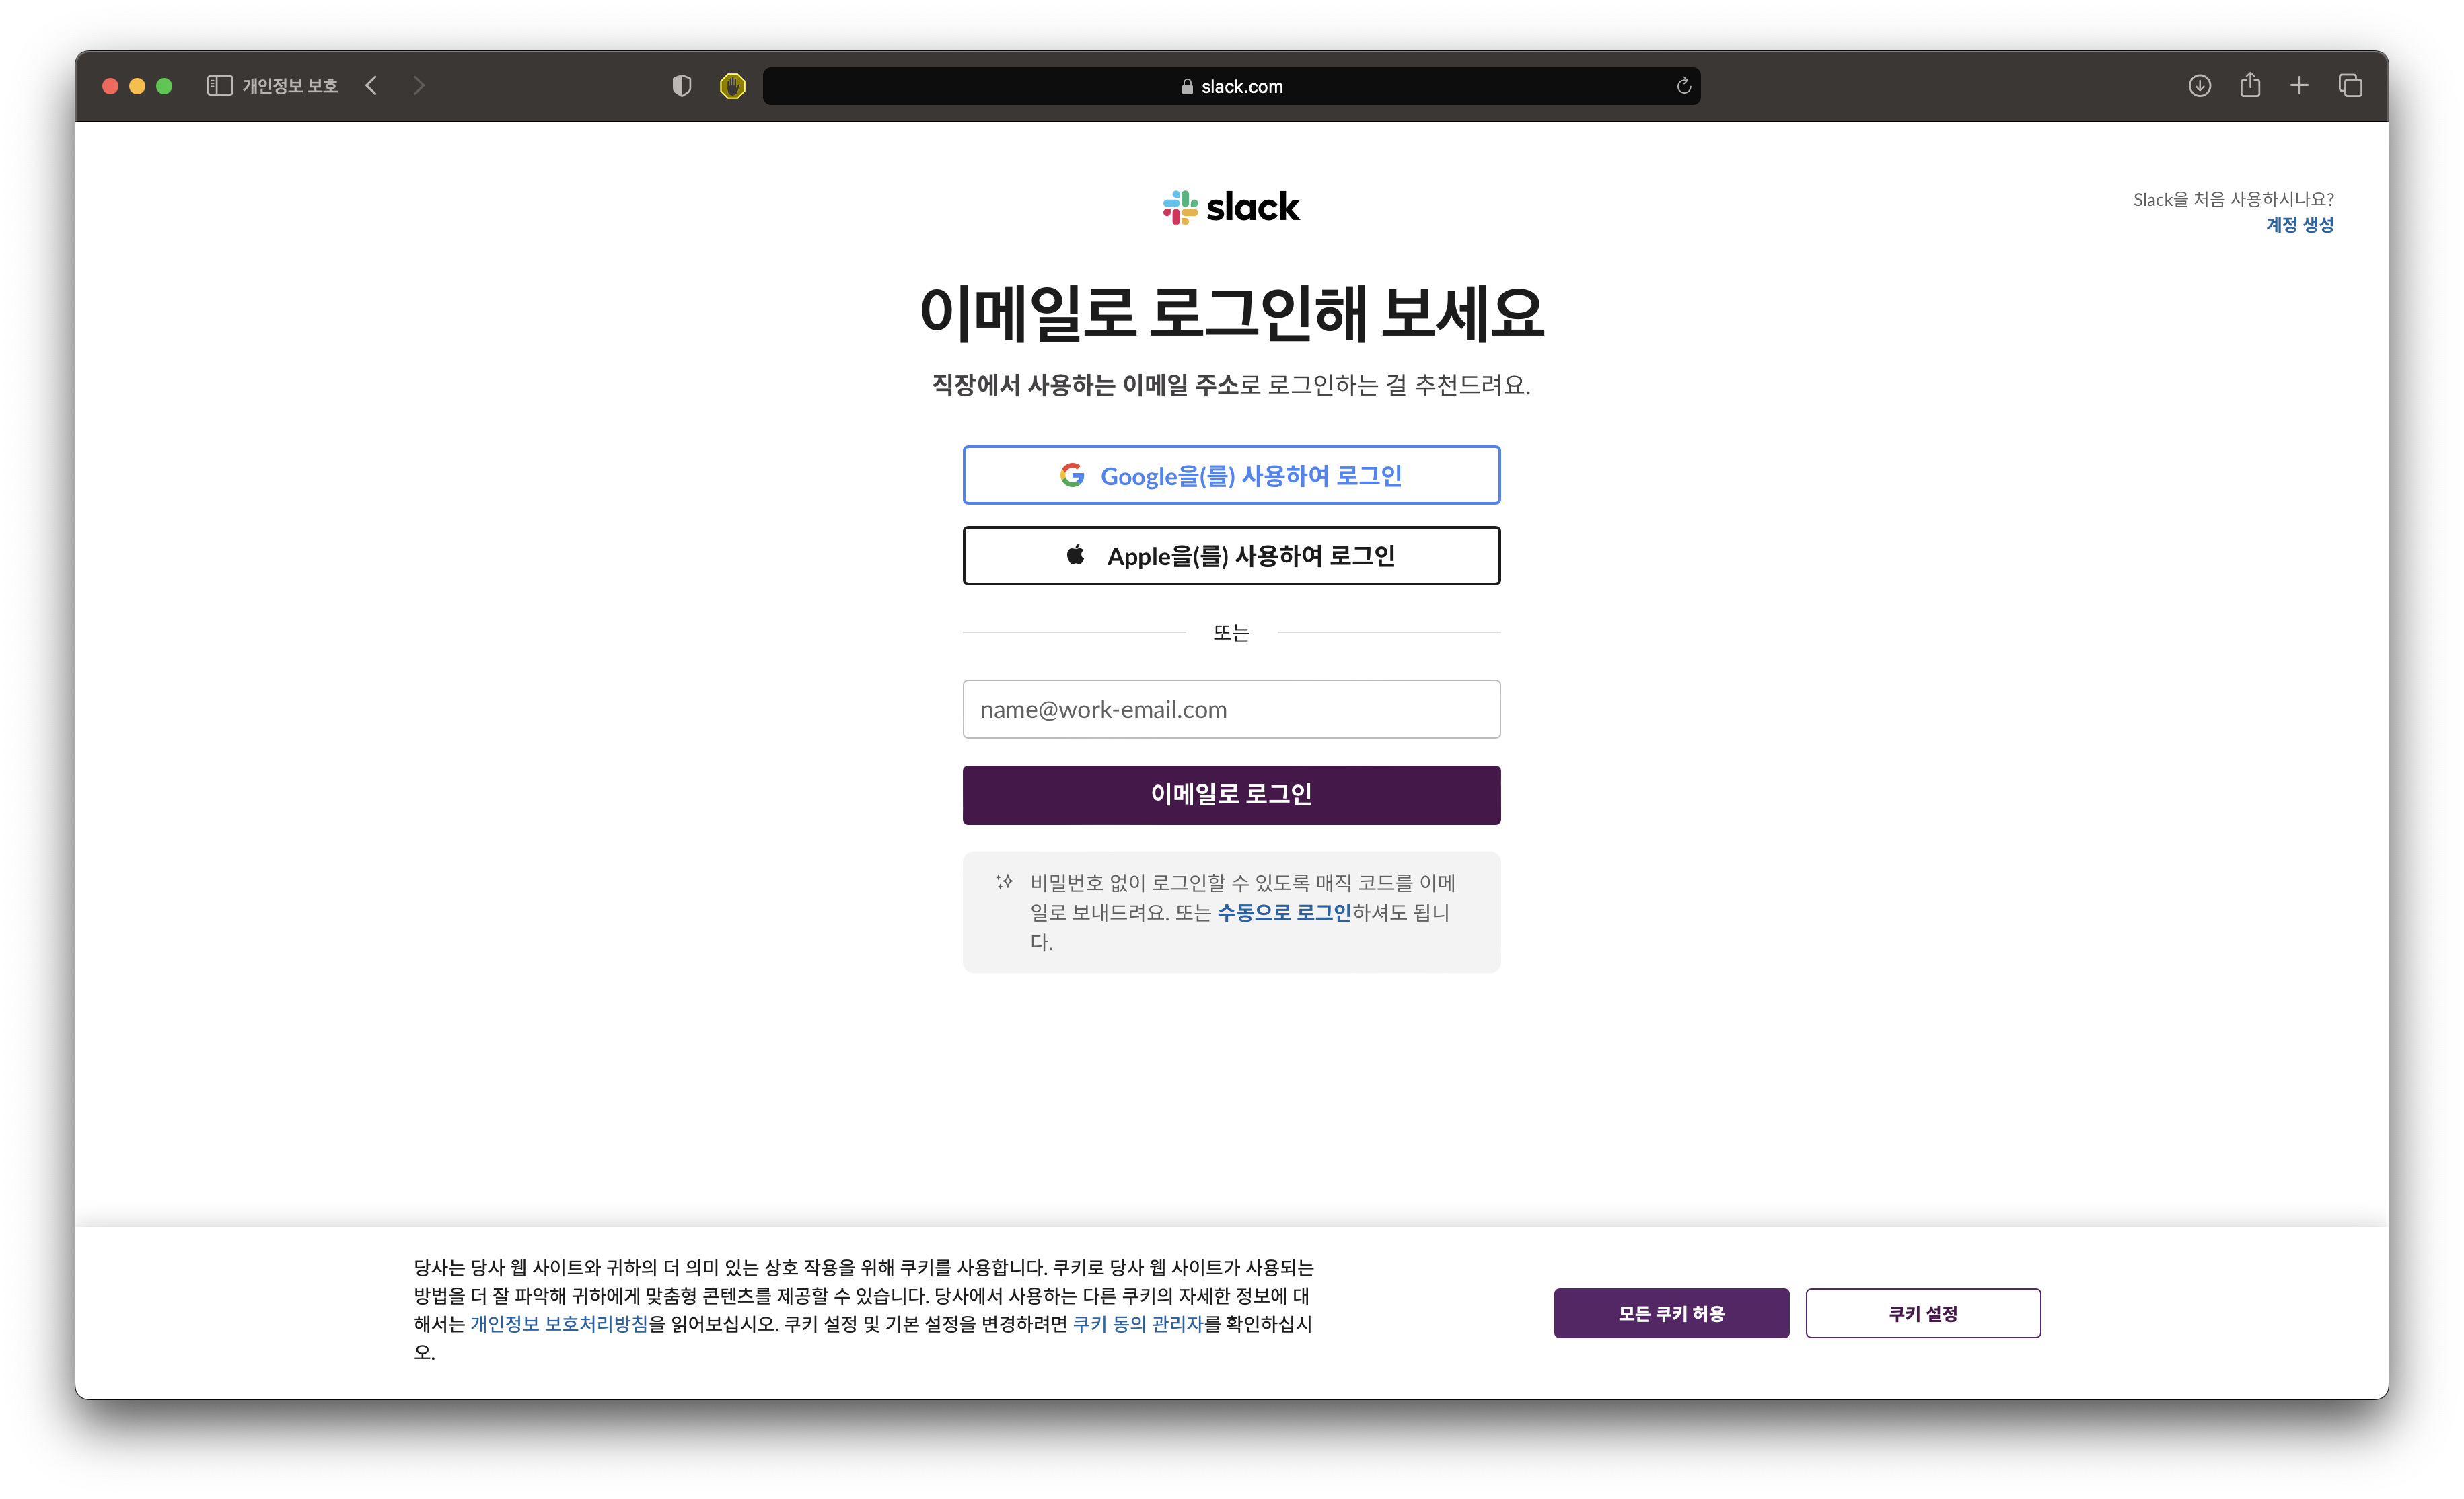 개인정보 보호
slack.com
slack
Slack을 처음 사용하시나요?
계정 생성
이메일로 로그인해 보세요
직장에서 사용하는 이메일 주소로 로그인하는 걸 추천드려요.
Google을(를) 사용하여 로그인
Apple을(를) 사용하여 로그인
또는
name@work-email.com
이메일로 로그인
비밀번호 없이 로그인할 수 있도록 매직 코드를 이메
일로 보내드려요. 또는 수동으로 로그인하셔도 됩니
다.
당사는 당사 웹 사이트와 귀하의 더 의미 있는 상호 작용을 위해 쿠키를 사용합니다. 쿠키로 당사 웹 사이트가 사용되는
방법을 더 잘 파악해 귀하에게 맞춤형 콘텐츠를 제공할 수 있습니다. 당사에서 사용하는 다른 쿠키의 자세한 정보에 대
해서는 개인정보 보호처리방침을 읽어보십시오. 쿠키 설정 및 기본 설정을 변경하려면 쿠키 동의 관리자를 확인하십시
오.
모든 쿠키 허용
쿠키 설정